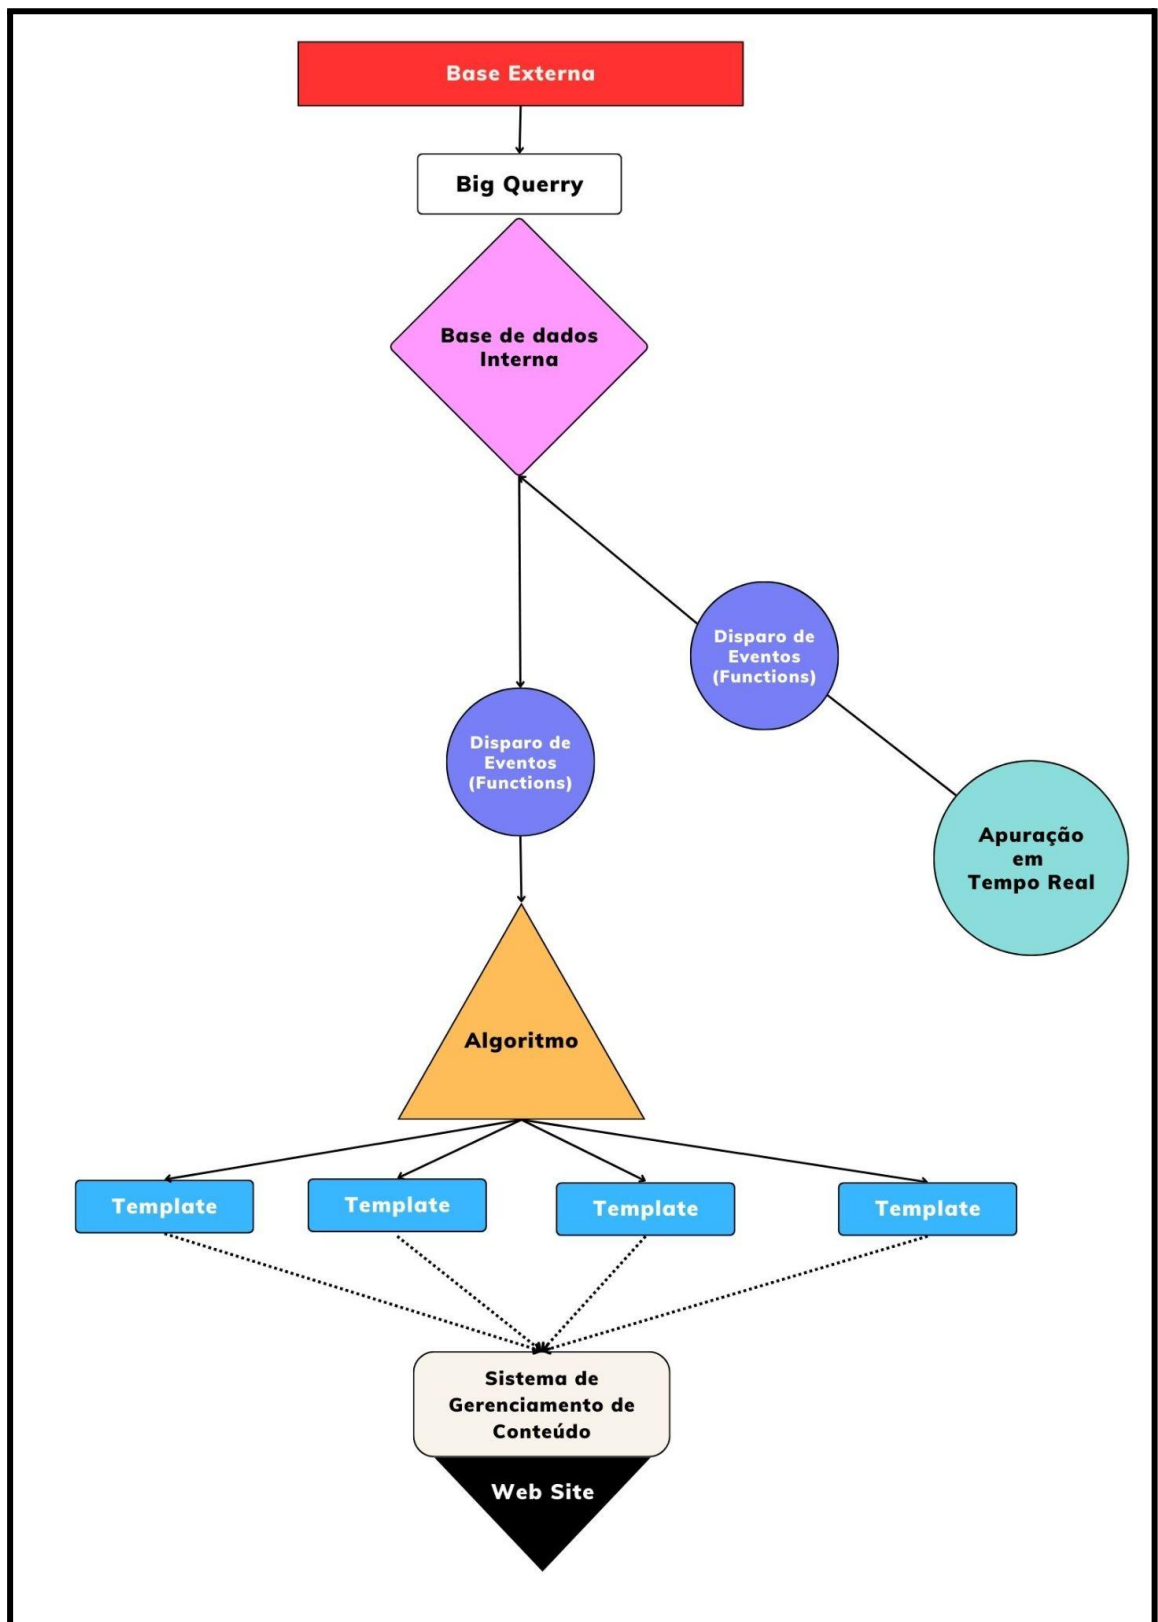 Base Externa
Big Querry
Base de dados
Interna
Disparo de
Eventos
(Functions)
Disparo de
Eventos
(Functions)
Apuração
em
Tempo Real
Algoritmo
Template
Template
Template
Template
Sistema de
Gerenciamento de
Conteúdo
Web Site